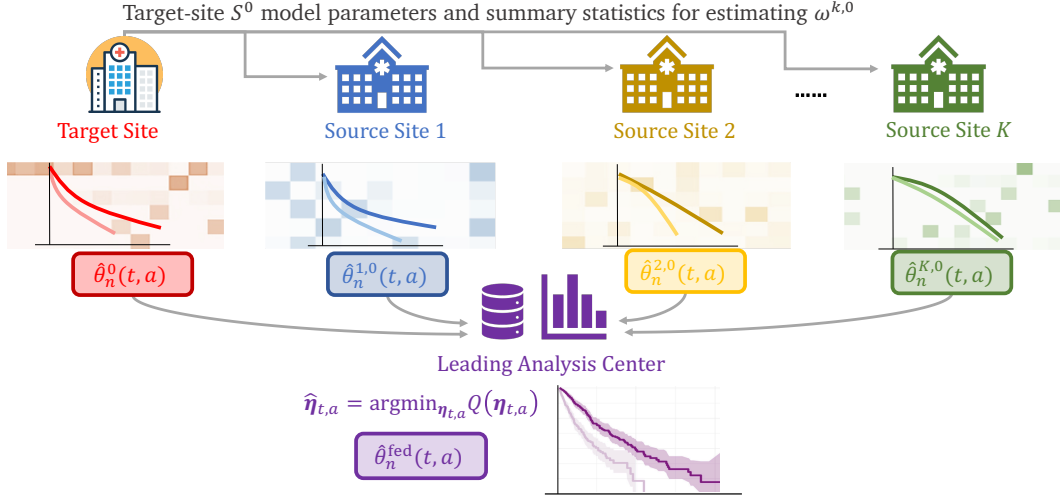 Target-site S⁰ model parameters and summary statistics for estimating ω^{k,0}
Target Site
Source Site 1
Source Site 2
......
Source Site K
θ̂ₙ⁰(t, a)
θ̂ₙ^{1,0}(t, a)
θ̂ₙ^{2,0}(t, a)
θ̂ₙ^{K,0}(t, a)
Leading Analysis Center
η̂_{t,a} = argmin_{η_{t,a}} Q(η_{t,a})
θ̂ₙ^{fed}(t, a)